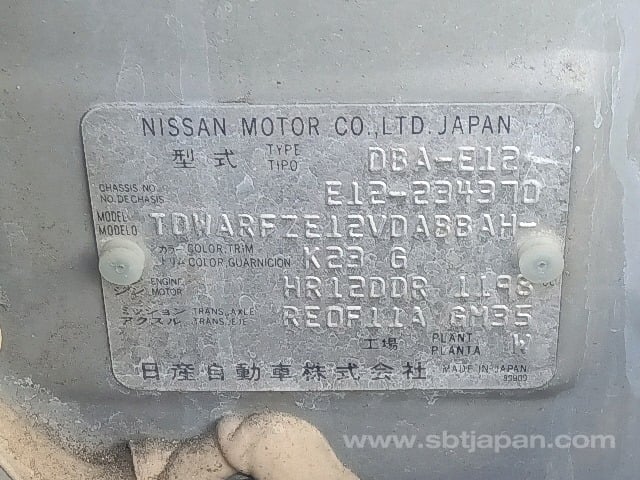 NISSAN MOTOR CO.,LTD. JAPAN
型式 TYPE TIPO DBA-E12
CHASSIS NO. NO.DE CHASIS E12-234370
MODEL MODELO TDWARFZE12VDA8BAH-
カラー COLOR,TRIM
トリム COLOR,GUARNICION K23 G
ENGINE MOTOR HR12DDR 1198
ミッション TRANS.,AXLE
アクスル TRANS.,EJE RE0F11A GM35
工場 PLANT PLANTA
日産自動車株式会社 MADE IN JAPAN
www.sbtjapan.com